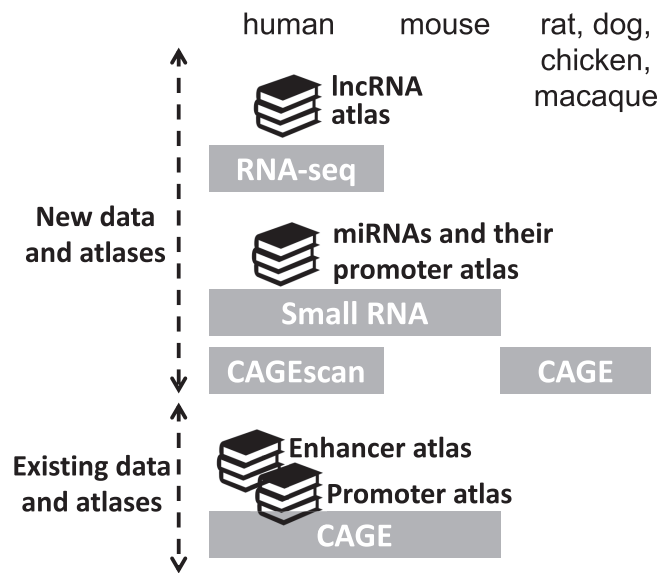 human mouse rat, dog,
chicken,
macaque
lncRNA
atlas
RNA-seq
New data
and atlases
miRNAs and their
promoter atlas
Small RNA
CAGEscan CAGE
Existing data
and atlases
Enhancer atlas
Promoter atlas
CAGE